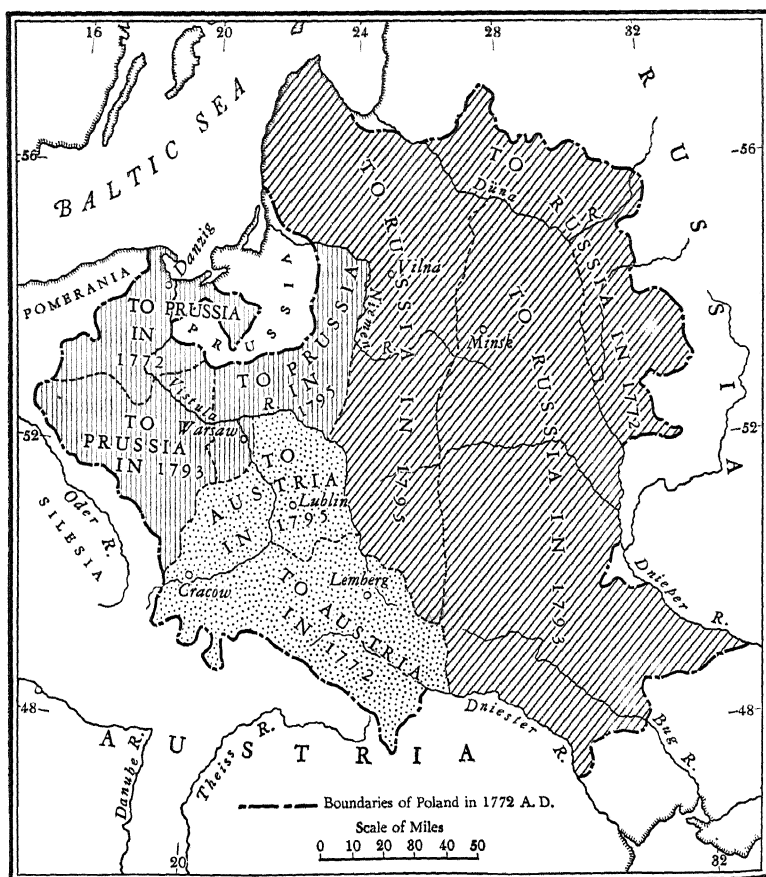 16 20 24 28 32
BALTIC SEA
RUSSIA
56
56
TO RUSSIA IN 1772
Düna R.
TO RUSSIA IN 1795
Danzig
POMERANIA
PRUSSIA
TO PRUSSIA
IN
1772
Vilna
Niemen R.
TO RUSSIA IN 1793
Minsk
TO PRUSSIA
IN
1795
Vistula R.
52
52
TO
PRUSSIA
IN 1793
Warsaw
TO
AUSTRIA
IN 1795
Lublin
Oder R.
SILESIA
Cracow
Lemberg
TO AUSTRIA
IN 1772
Dnieper R.
48
48
Dniester R.
Bug R.
AUSTRIA
Danube R.
Theiss R.
Boundaries of Poland in 1772 A.D.
Scale of Miles
0 10 20 30 40 50
20
32